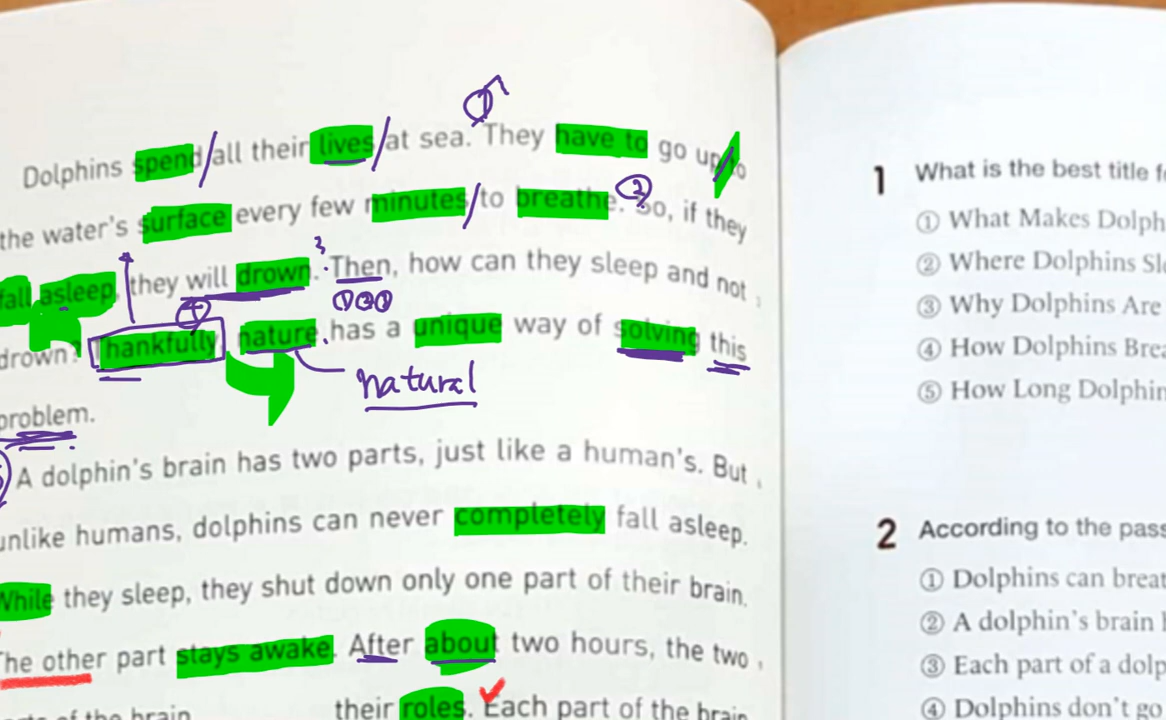 Dolphins spend all their lives at sea. They have to go up to
the water's surface every few minutes to breathe. So, if they
fall asleep, they will drown. Then, how can they sleep and not
drown? Thankfully, nature has a unique way of solving this
natural
problem.
A dolphin's brain has two parts, just like a human's. But
unlike humans, dolphins can never completely fall asleep.
While they sleep, they shut down only one part of their brain.
The other part stays awake. After about two hours, the two
of the brain their roles. Each part of the brain
1 What is the best title f
① What Makes Dolph
② Where Dolphins Sl
③ Why Dolphins Are
④ How Dolphins Brea
⑤ How Long Dolphin
2 According to the pass
① Dolphins can breat
② A dolphin's brain h
③ Each part of a dolp
④ Dolphins don't go